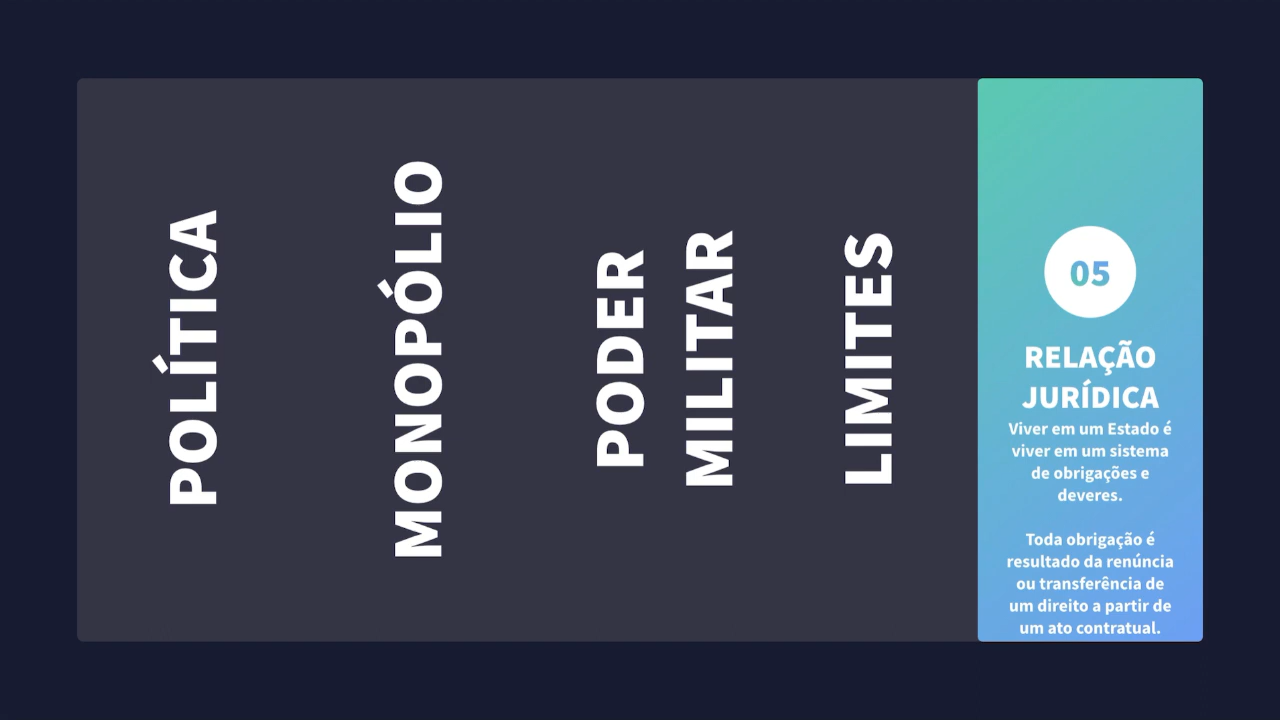 POLÍTICA
MONOPÓLIO
PODER
MILITAR
LIMITES
05
RELAÇÃO
JURÍDICA
Viver em um Estado é
viver em um sistema
de obrigações e
deveres.
Toda obrigação é
resultado da renúncia
ou transferência de
um direito a partir de
um ato contratual.